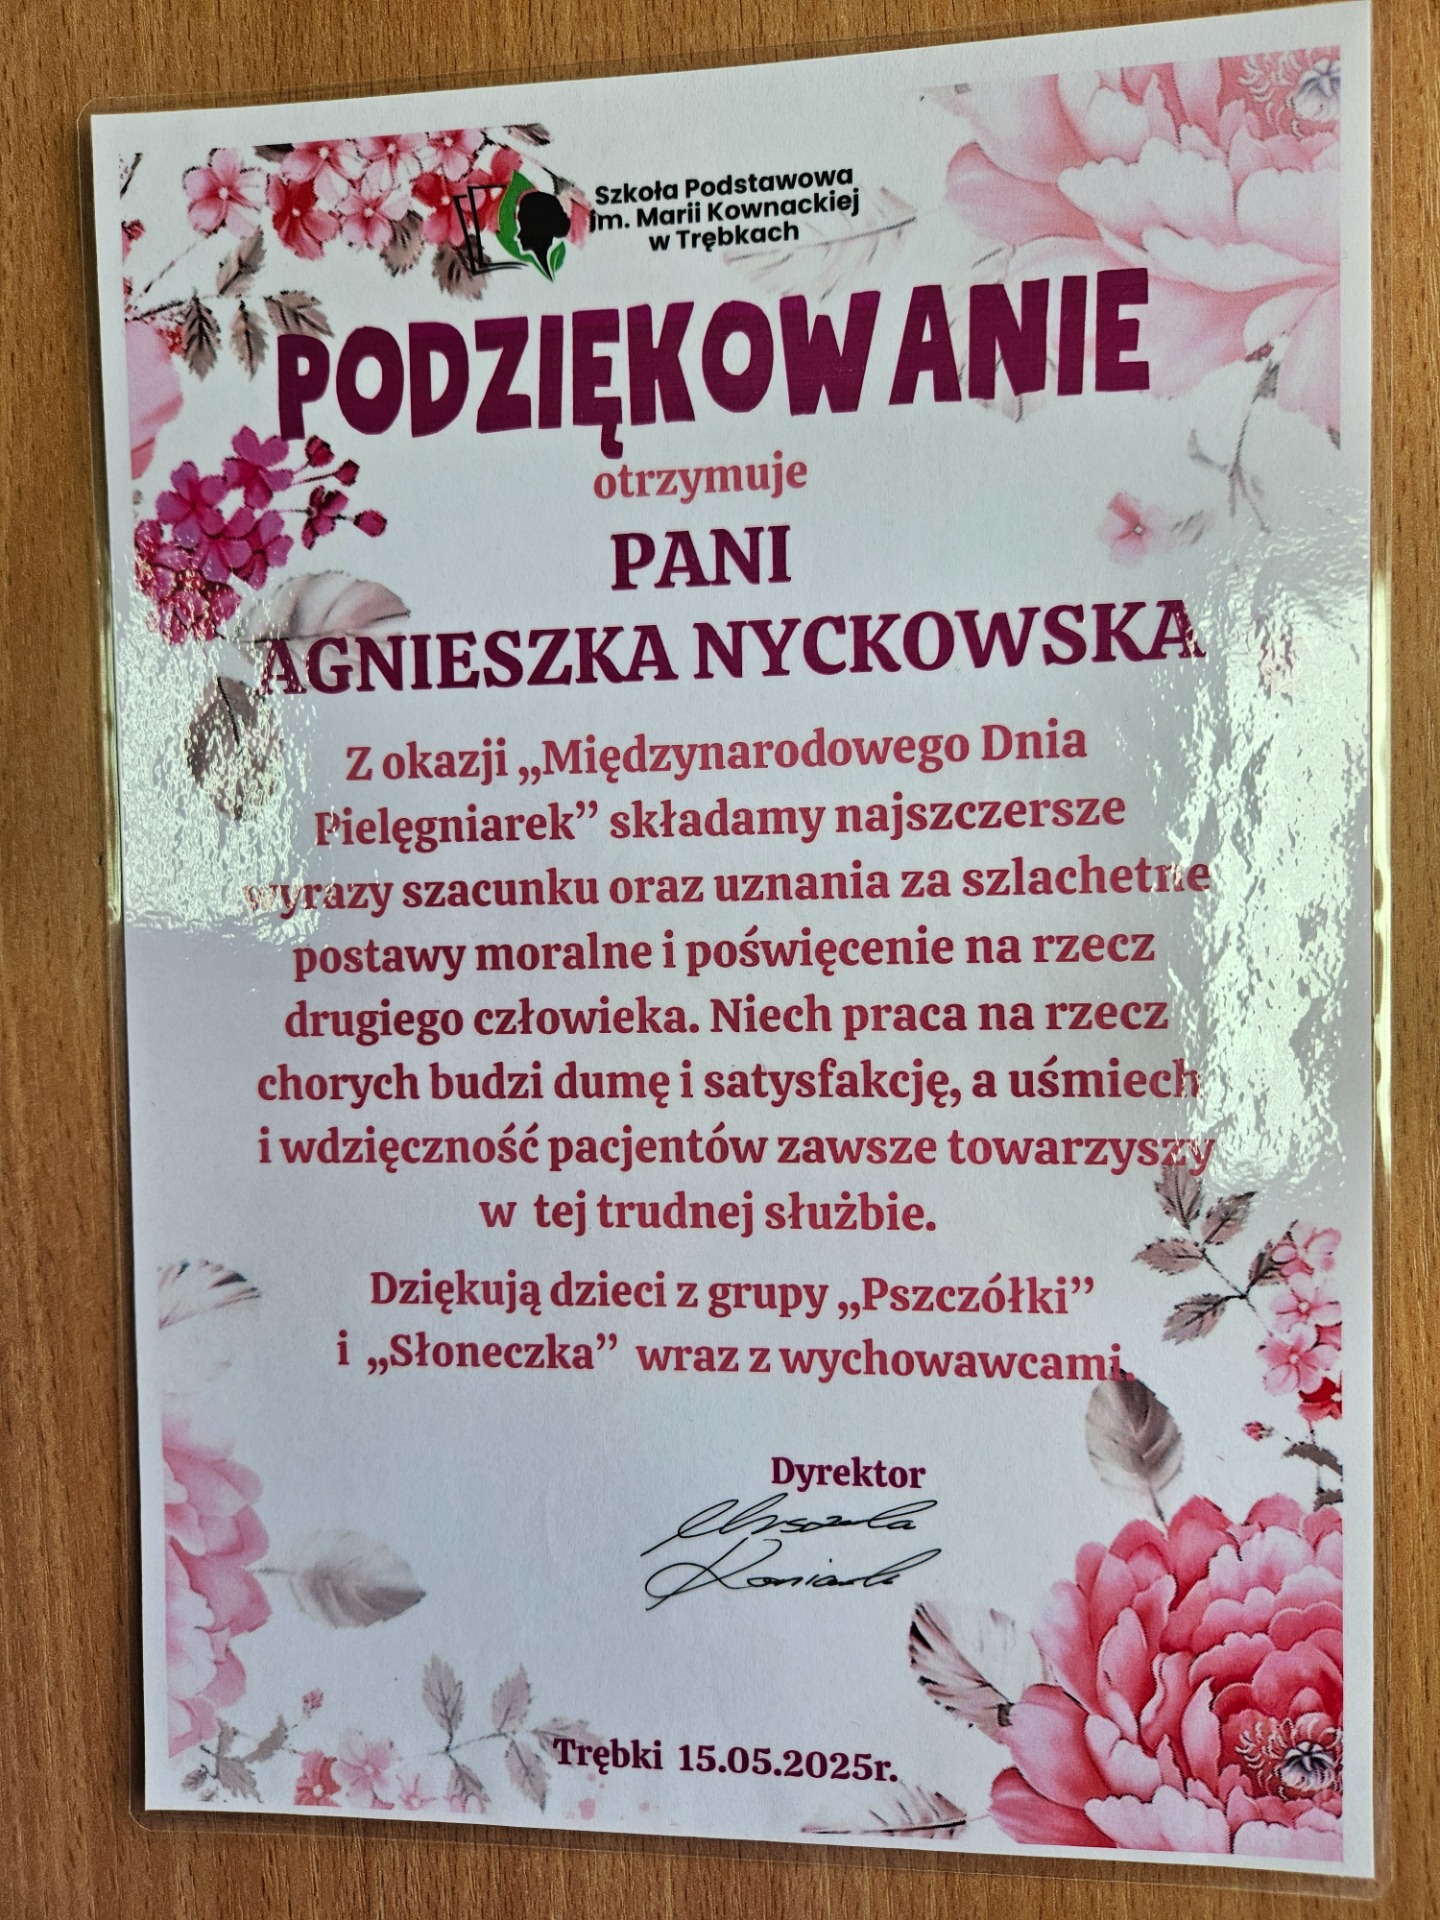 Szkoła Podstawowa
im. Marii Kownackiej
w Trębkach
PODZIĘKOWANIE
otrzymuje
PANI
AGNIESZKA NYCKOWSKA
Z okazji „Międzynarodowego Dnia
Pielęgniarek” składamy najszczersze
wyrazy szacunku oraz uznania za szlachetne
postawy moralne i poświęcenie na rzecz
drugiego człowieka. Niech praca na rzecz
chorych budzi dumę i satysfakcję, a uśmiech
i wdzięczność pacjentów zawsze towarzyszy
w tej trudnej służbie.
Dziękują dzieci z grupy „Pszczółki”
i „Słoneczka” wraz z wychowawcami.
Dyrektor
Urszula
Trębki 15.05.2025r.